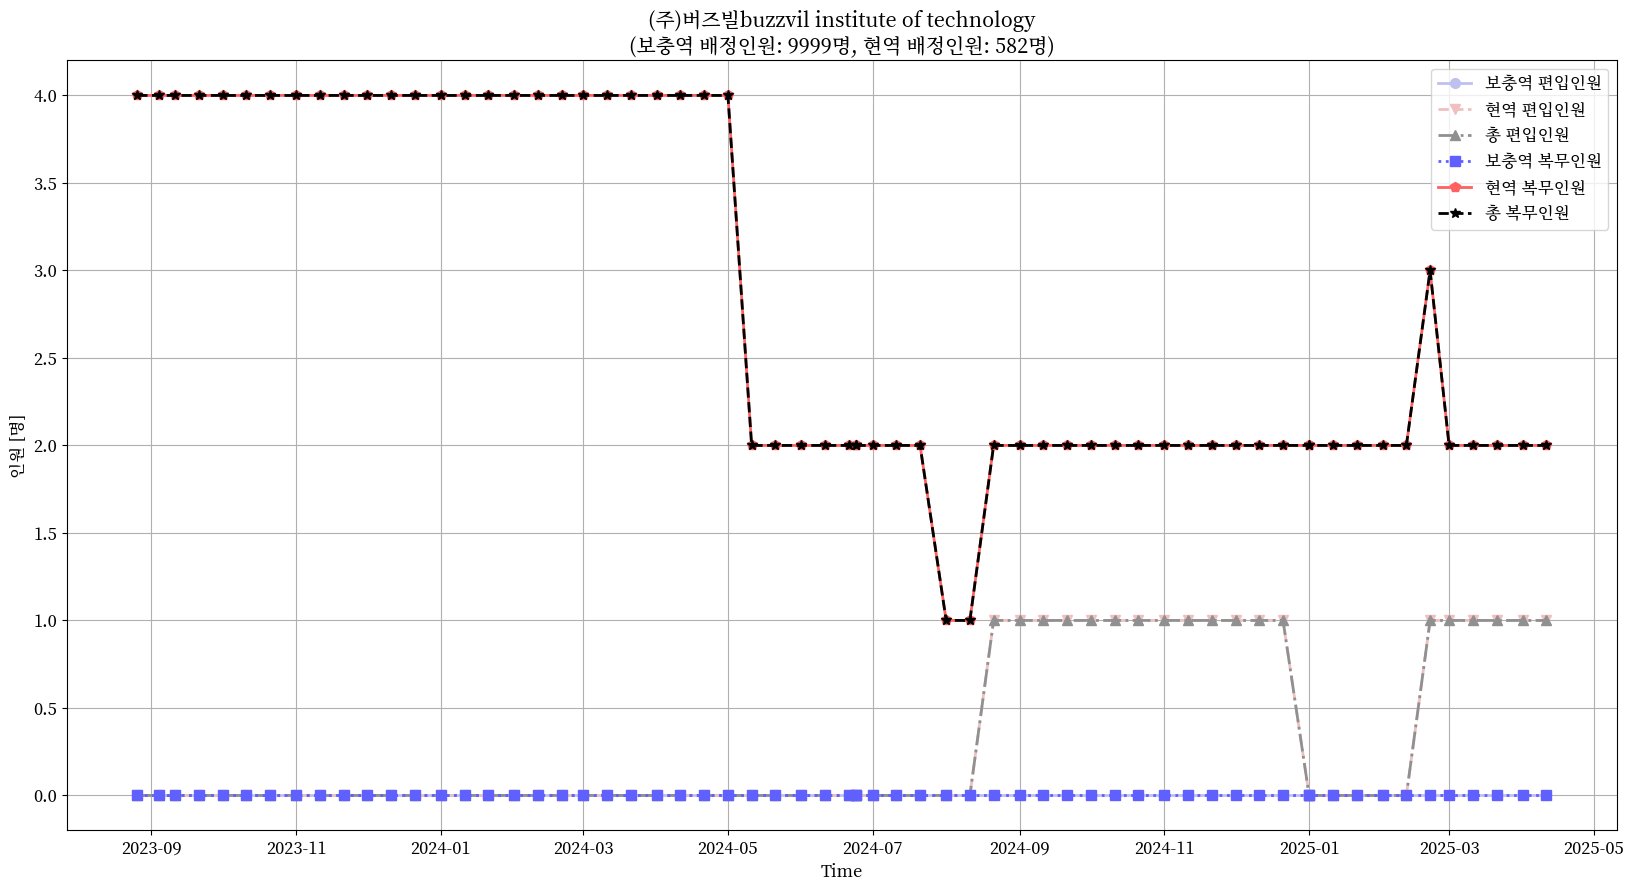 (주)버즈빌buzzvil institute of technology
(보충역 배정인원: 9999명, 현역 배정인원: 582명)
보충역 편입인원
현역 편입인원
총 편입인원
보충역 복무인원
현역 복무인원
총 복무인원
인원 [명]
4.0
3.5
3.0
2.5
2.0
1.5
1.0
0.5
0.0
2023-09 2023-11 2024-01 2024-03 2024-05 2024-07 2024-09 2024-11 2025-01 2025-03 2025-05
Time